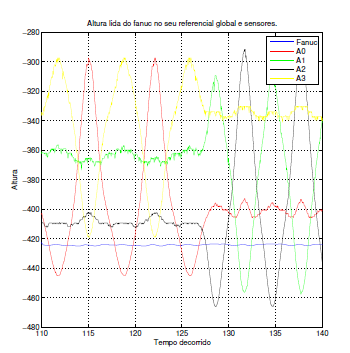 Altura lida do fanuc no seu referencial global e sensores.
-280
-300
-320
-340
-360
-380
-400
-420
-440
-460
-480
Altura
Fanuc
A0
A1
A2
A3
110 115 120 125 130 135 140
Tempo decorrido